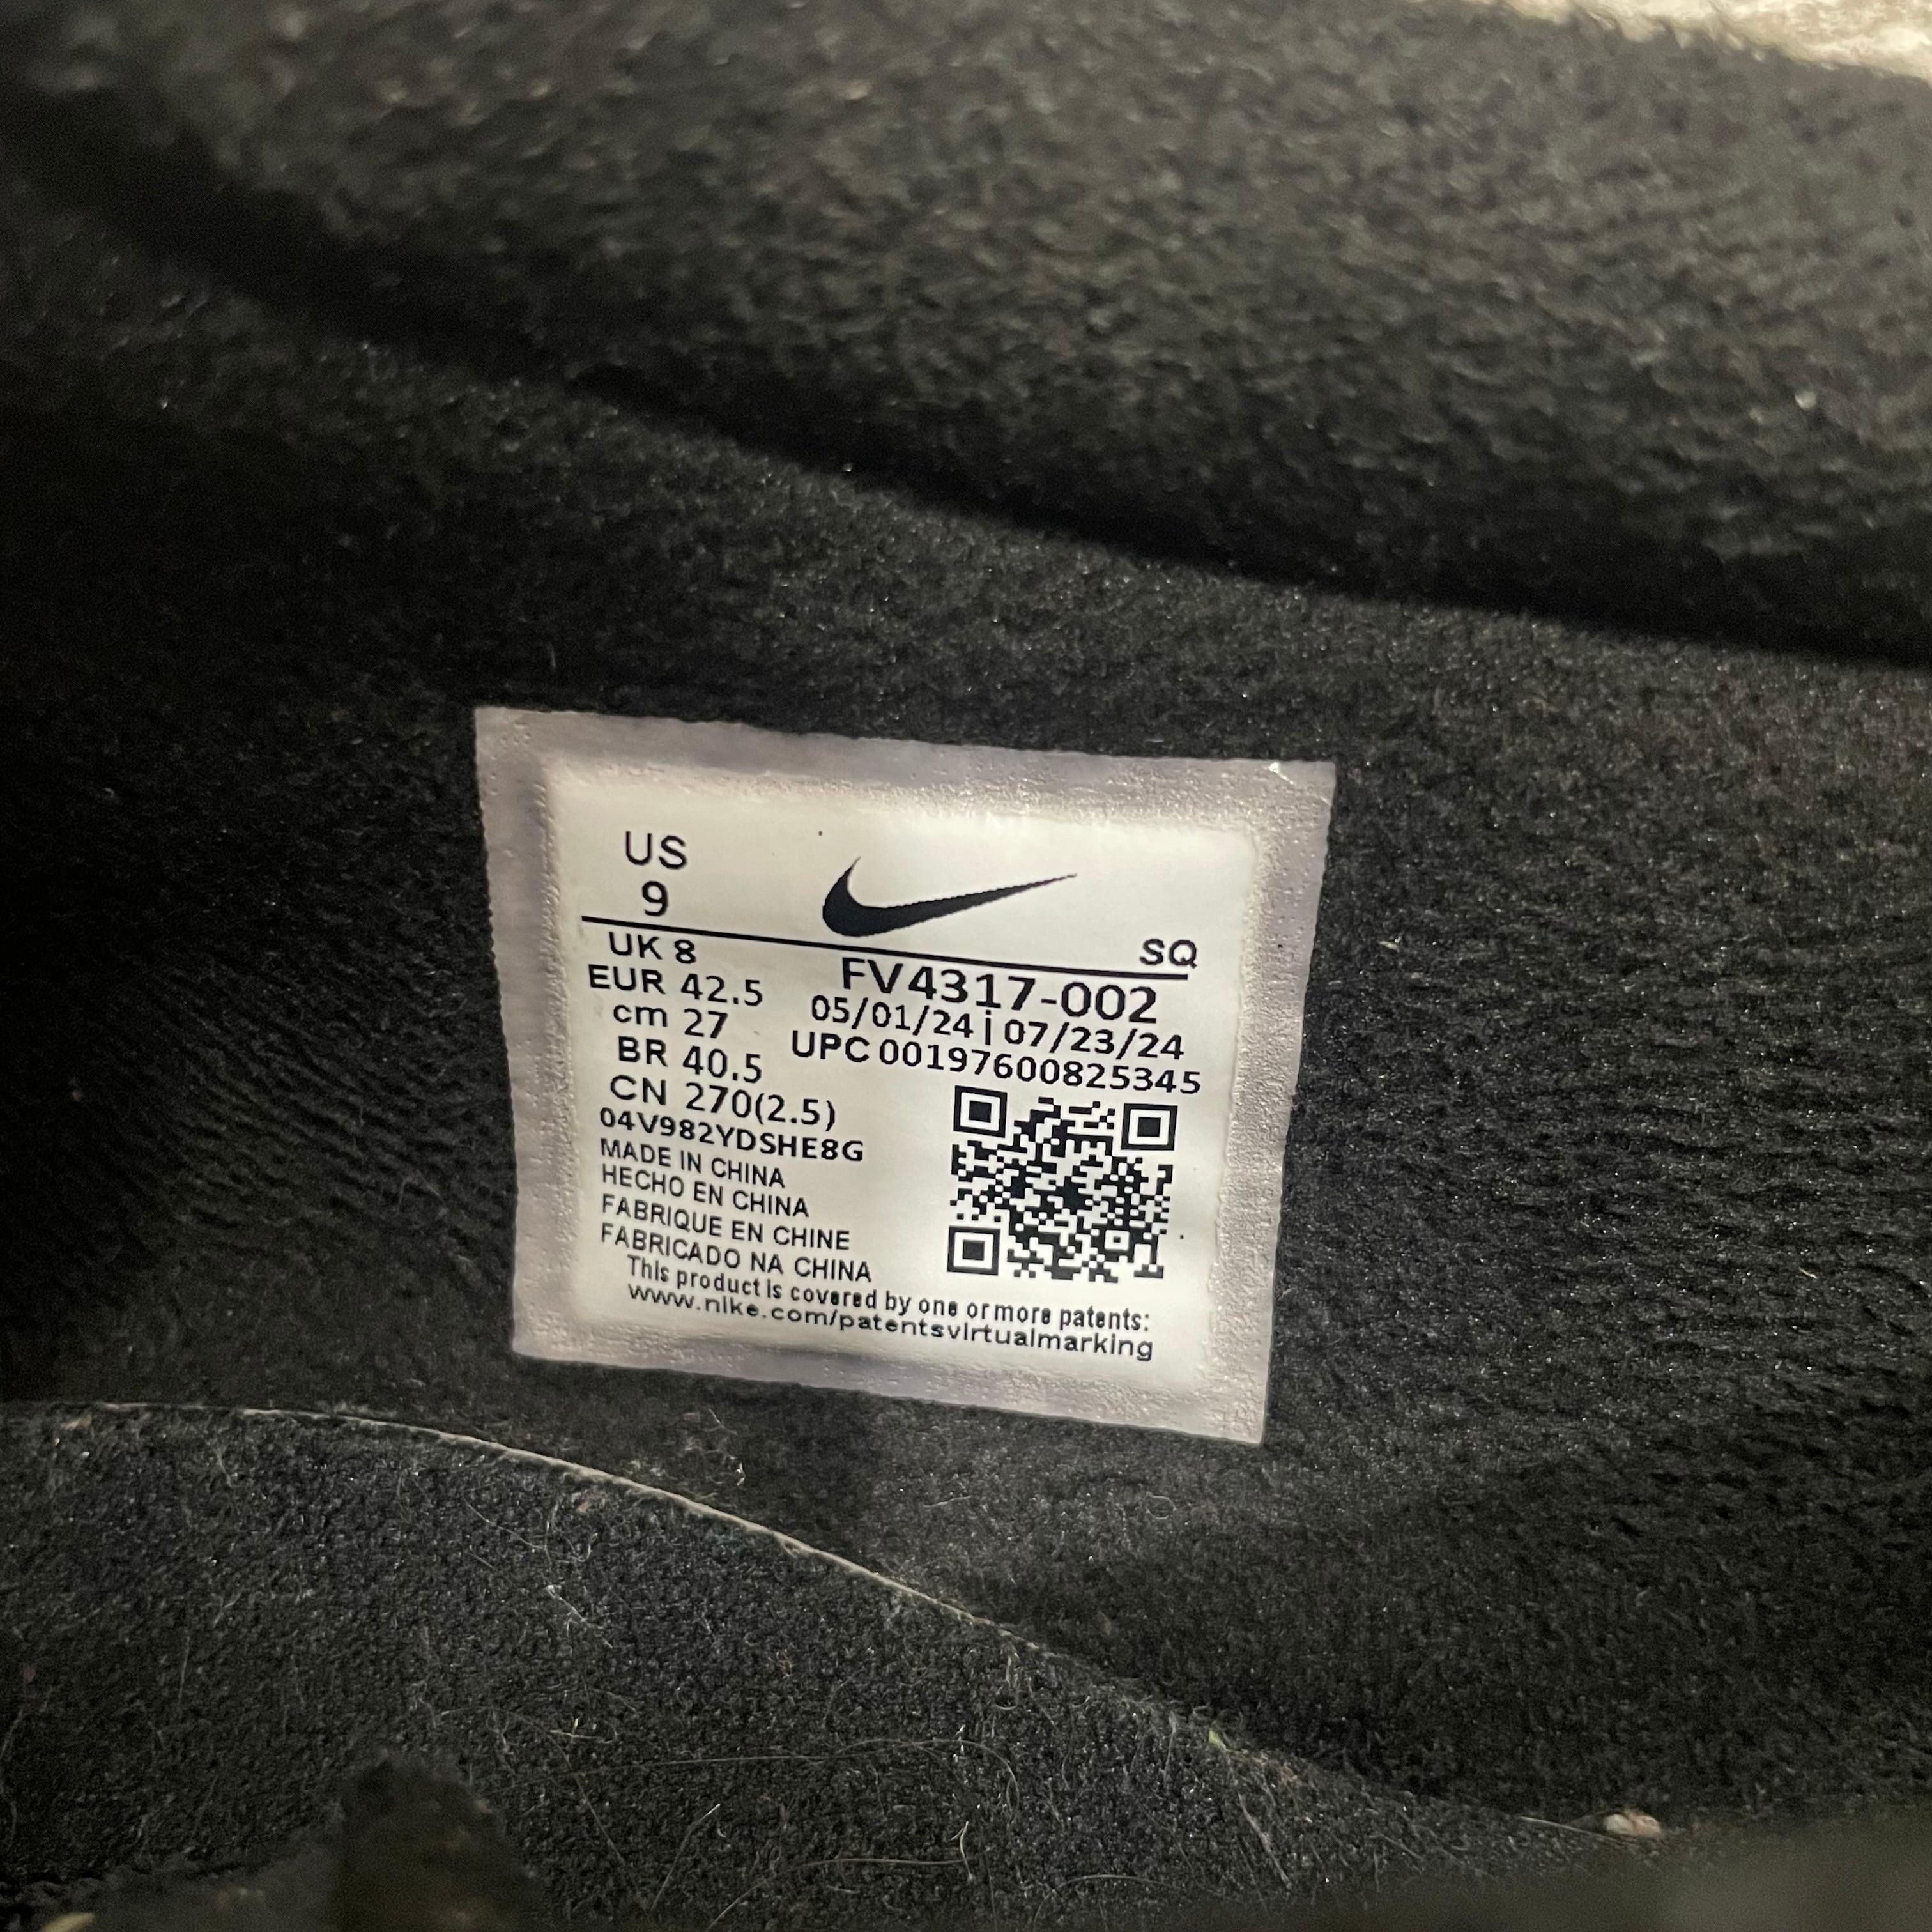 US
9
SQ
UK 8
EUR 42.5
cm 27
BR 40.5
CN 270(2.5)
04V982YDSHE8G
MADE IN CHINA
HECHO EN CHINA
FABRIQUE EN CHINE
FABRICADO NA CHINA
FV4317-002
05/01/24 | 07/23/24
UPC 00197600825345
This product is covered by one or more patents:
www.nike.com/patentsvirtualmarking